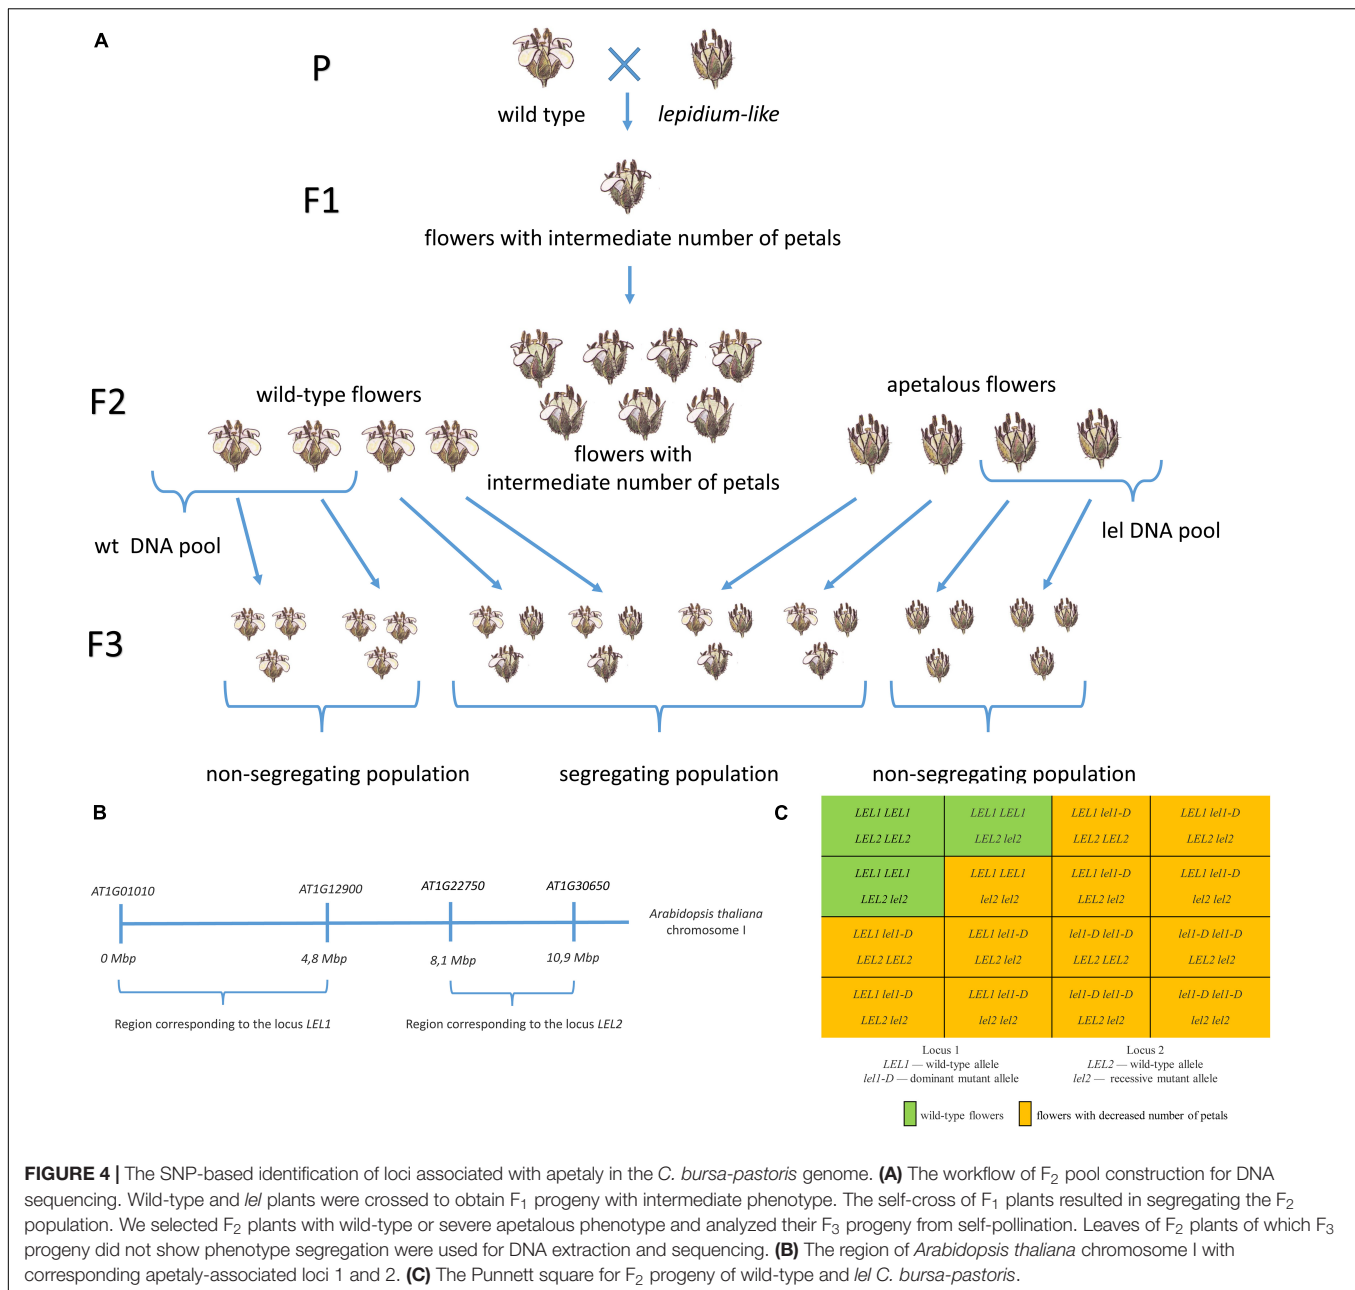 A
P
wild type
lepidium-like
F1
flowers with intermediate number of petals
F2
wild-type flowers
apetalous flowers
flowers with
intermediate number of petals
wt DNA pool
lel DNA pool
F3
non-segregating population
segregating population
non-segregating population
B
AT1G01010
AT1G12900
AT1G22750
AT1G30650
Arabidopsis thaliana
chromosome I
0 Mbp
4,8 Mbp
8,1 Mbp
10,9 Mbp
Region corresponding to the locus LEL1
Region corresponding to the locus LEL2
C
LEL1 LEL1
LEL2 LEL2
LEL1 LEL1
LEL2 lel2
LEL1 lel1-D
LEL2 LEL2
LEL1 lel1-D
LEL2 lel2
LEL1 LEL1
LEL2 lel2
LEL1 LEL1
lel2 lel2
LEL1 lel1-D
LEL2 lel2
LEL1 lel1-D
lel2 lel2
LEL1 lel1-D
LEL2 LEL2
LEL1 lel1-D
LEL2 lel2
lel1-D lel1-D
LEL2 LEL2
lel1-D lel1-D
LEL2 lel2
LEL1 lel1-D
LEL2 lel2
LEL1 lel1-D
lel2 lel2
lel1-D lel1-D
LEL2 lel2
lel1-D lel1-D
lel2 lel2
Locus 1
LEL1 — wild-type allele
lel1-D — dominant mutant allele
Locus 2
LEL2 — wild-type allele
lel2 — recessive mutant allele
wild-type flowers
flowers with decreased number of petals
FIGURE 4 | The SNP-based identification of loci associated with apetaly in the C. bursa-pastoris genome. (A) The workflow of F2 pool construction for DNA
sequencing. Wild-type and lel plants were crossed to obtain F1 progeny with intermediate phenotype. The self-cross of F1 plants resulted in segregating the F2
population. We selected F2 plants with wild-type or severe apetalous phenotype and analyzed their F3 progeny from self-pollination. Leaves of F2 plants of which F3
progeny did not show phenotype segregation were used for DNA extraction and sequencing. (B) The region of Arabidopsis thaliana chromosome I with
corresponding apetaly-associated loci 1 and 2. (C) The Punnett square for F2 progeny of wild-type and lel C. bursa-pastoris.